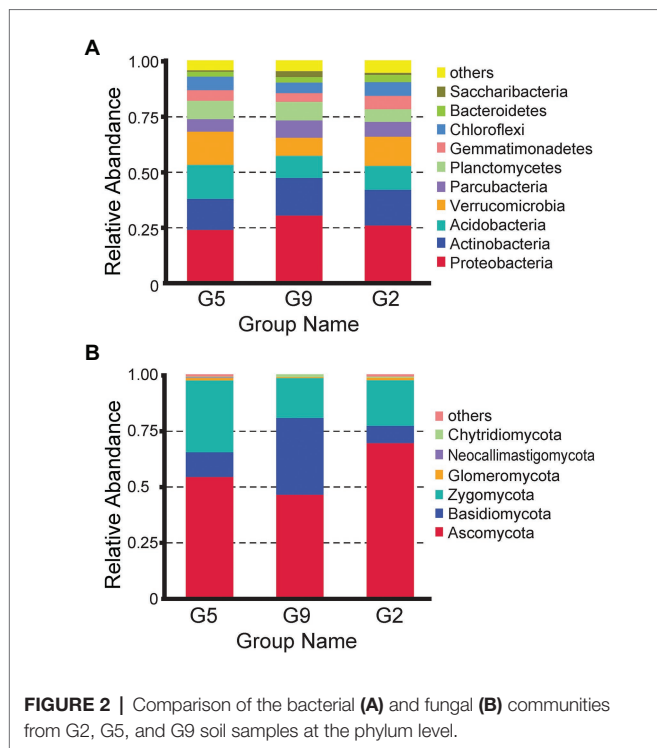 A
Relative Abandance
1.00
0.75
0.50
0.25
0
G5 G9 G2
Group Name
others
Saccharibacteria
Bacteroidetes
Chloroflexi
Gemmatimonadetes
Planctomycetes
Parcubacteria
Verrucomicrobia
Acidobacteria
Actinobacteria
Proteobacteria
B
Relative Abandance
1.00
0.75
0.5
0.25
0
G5 G9 G2
Group Name
others
Chytridiomycota
Neocallimastigomycota
Glomeromycota
Zygomycota
Basidiomycota
Ascomycota
FIGURE 2 | Comparison of the bacterial (A) and fungal (B) communities
from G2, G5, and G9 soil samples at the phylum level.